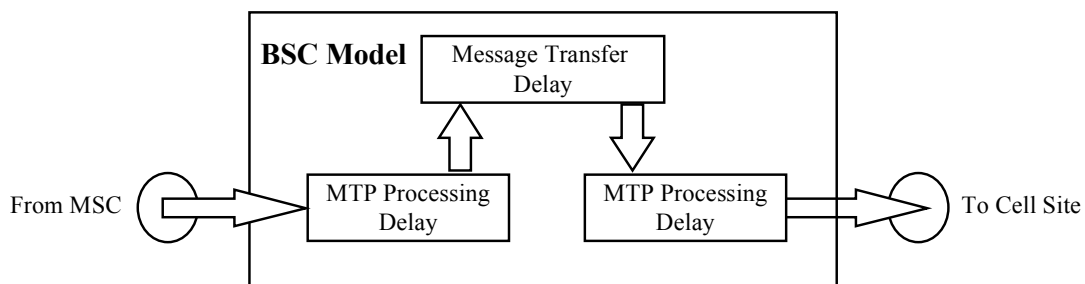 BSC Model
Message Transfer
Delay
From MSC
MTP Processing
Delay
MTP Processing
Delay
To Cell Site